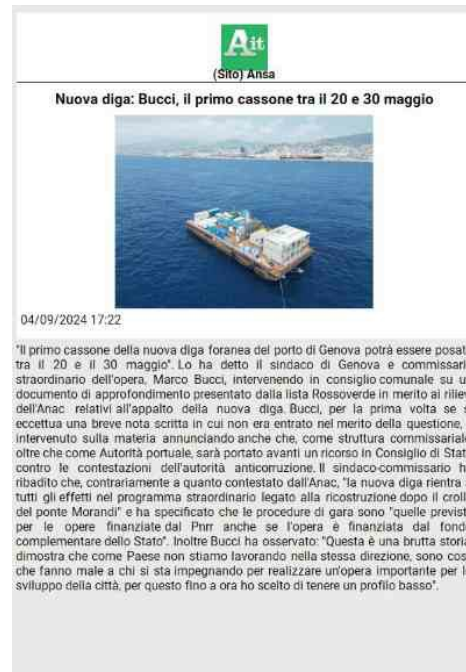 Ait
(Sito) Ansa
Nuova diga: Bucci, il primo cassone tra il 20 e 30 maggio
04/09/2024 17:22
"Il primo cassone della nuova diga foranea del porto di Genova potrà essere posat
tra il 20 e il 30 maggio". Lo ha detto il sindaco di Genova e commissari
straordinario dell'opera, Marco Bucci, intervenendo in consiglio comunale su u
documento di approfondimento presentato dalla lista Rossoverde in merito ai riliev
dell'Anac relativi all'appalto della nuova diga. Bucci, per la prima volta se s
eccettua una breve nota scritta in cui non era entrato nel merito della questione,
intervenuto sulla materia annunciando anche che, come struttura commissariale
oltre che come Autorità portuale, sarà portato avanti un ricorso in Consiglio di Stat
contro le contestazioni dell'autorità anticorruzione. Il sindaco-commissario h
ribadito che, contrariamente a quanto contestato dall'Anac, "la nuova diga rientra
tutti gli effetti nel programma straordinario legato alla ricostruzione dopo il croll
del ponte Morandi" e ha specificato che le procedure di gara sono "quelle previst
per le opere finanziate dal Pnrr anche se l'opera è finanziata dal fond
complementare dello Stato". Inoltre Bucci ha osservato: "Questa è una brutta storia
dimostra che come Paese non stiamo lavorando nella stessa direzione, sono cos
che fanno male a chi si sta impegnando per realizzare un'opera importante per l
sviluppo della città, per questo fino a ora ho scelto di tenere un profilo basso".